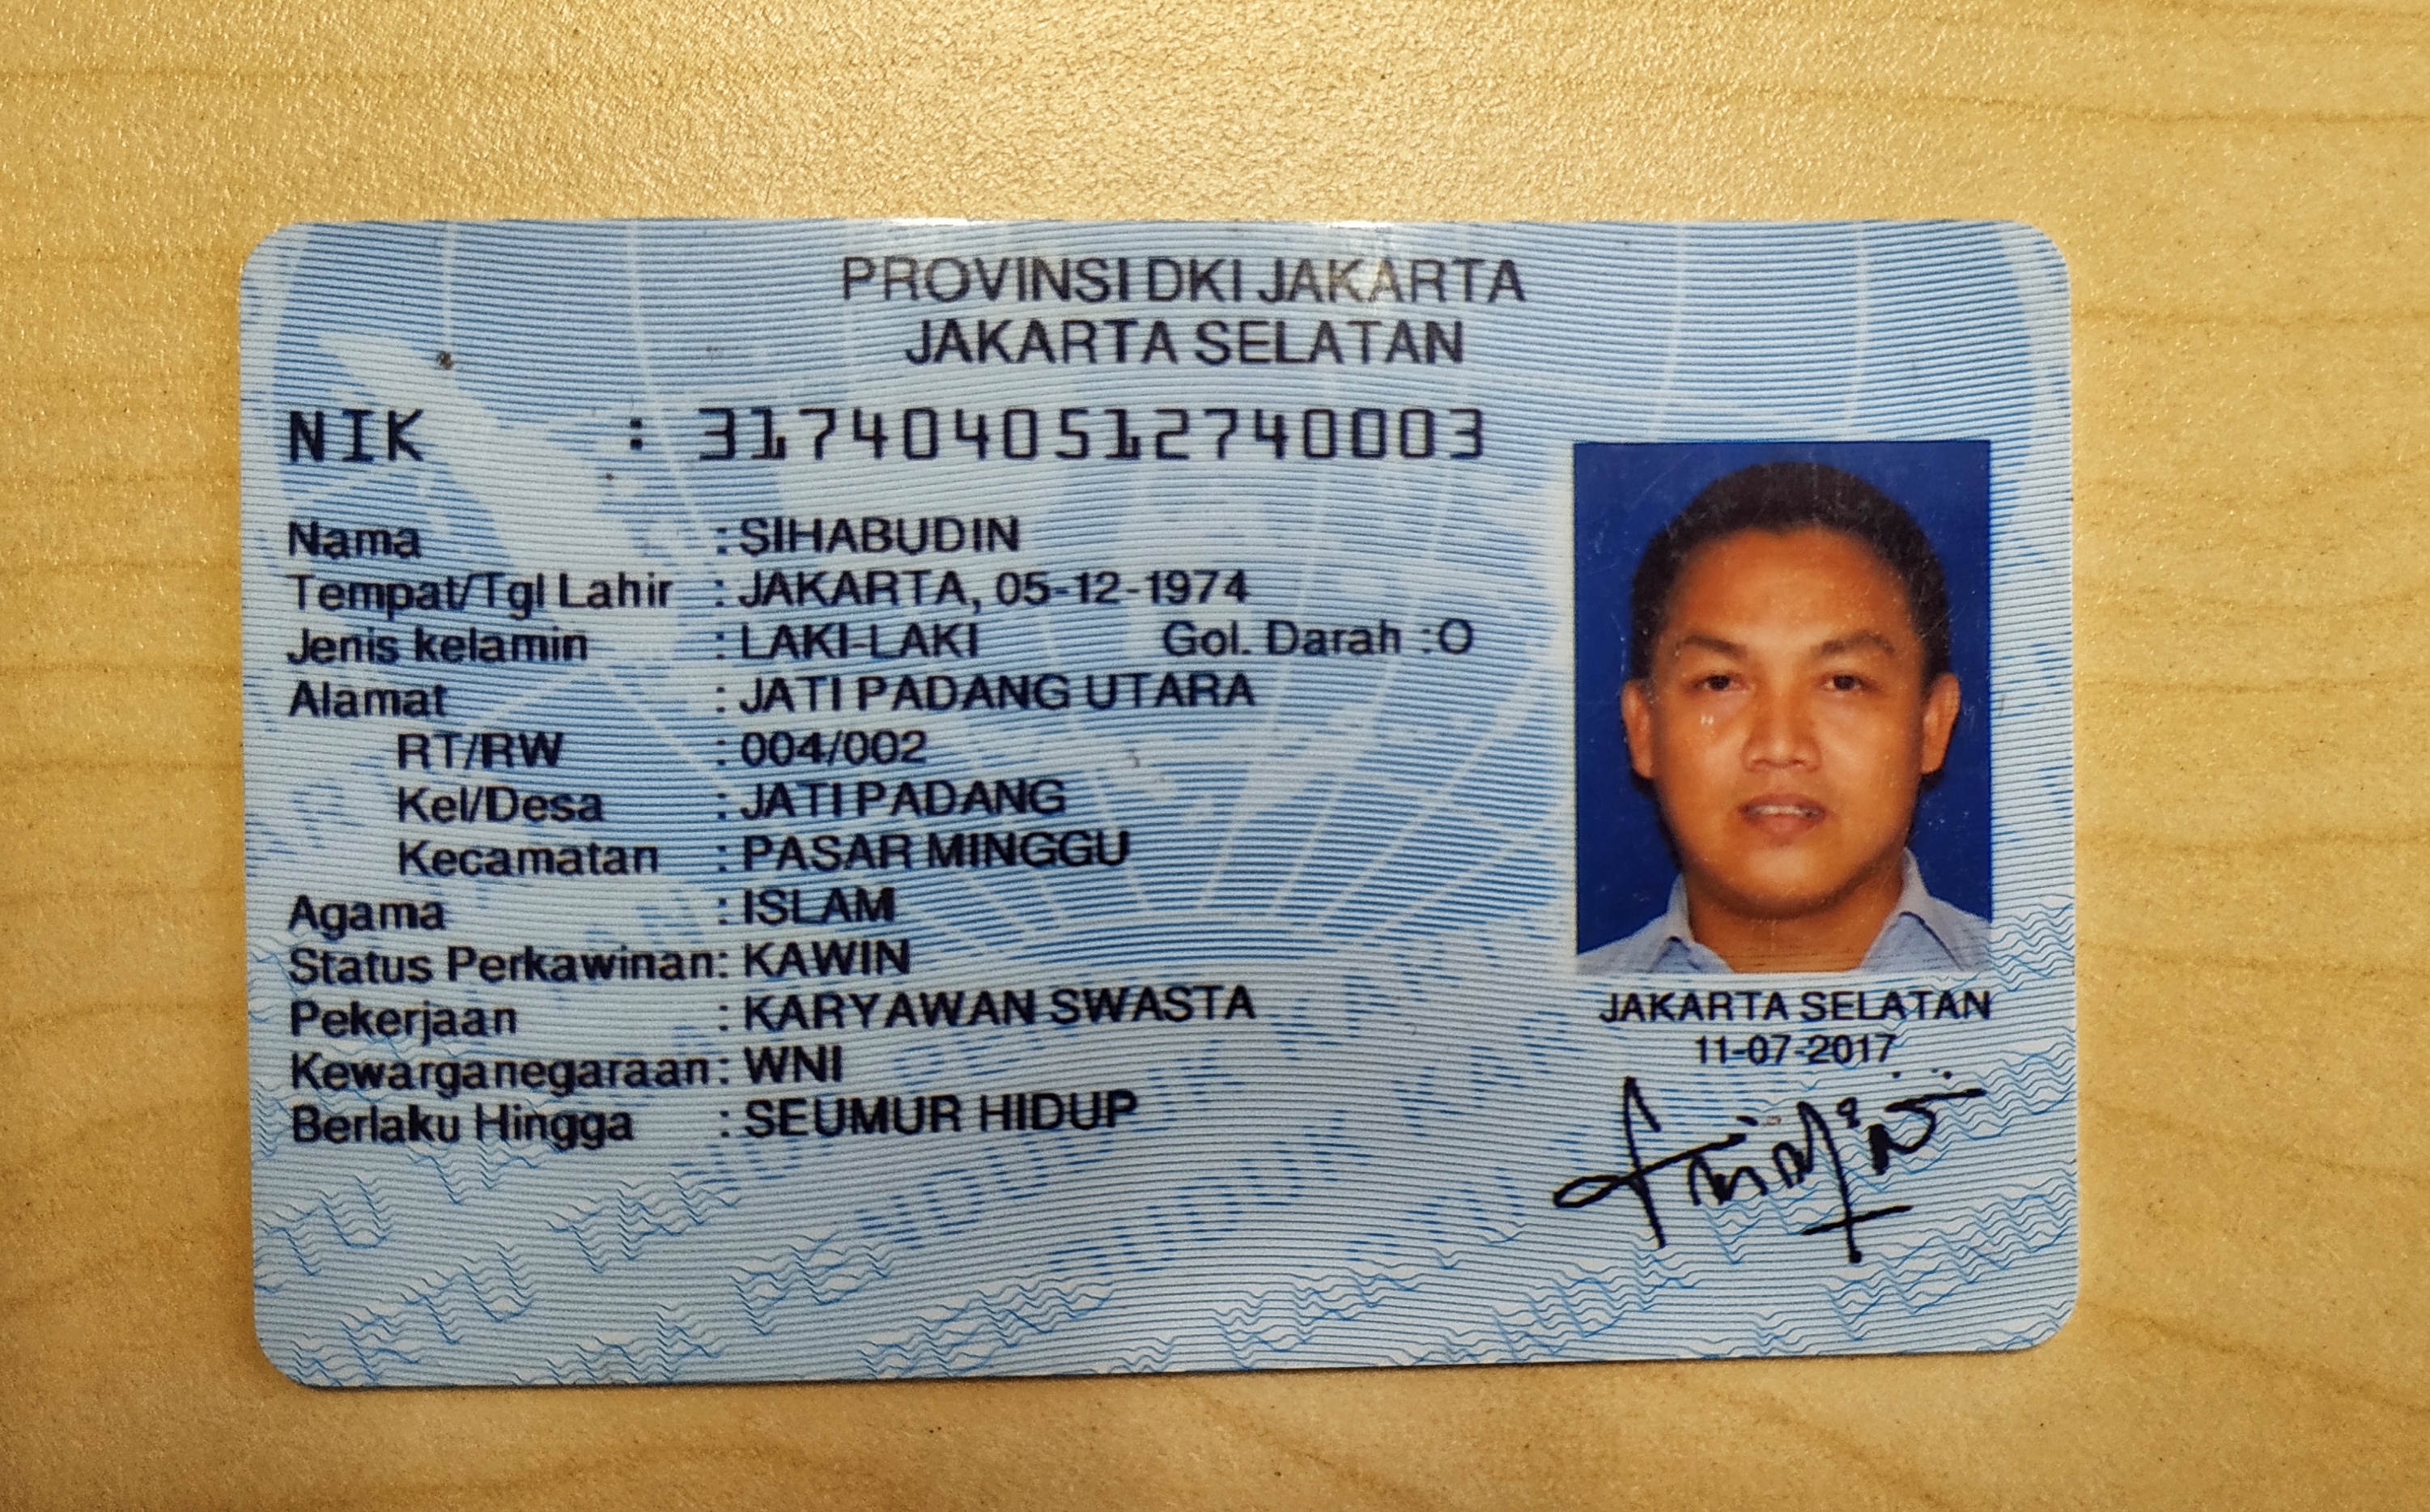 PROVINSI DKI JAKARTA
JAKARTA SELATAN
NIK : 3174040512740003
Nama : SIHABUDIN
Tempat/Tgl Lahir : JAKARTA, 05-12-1974
Jenis kelamin : LAKI-LAKI Gol. Darah :O
Alamat : JATI PADANG UTARA
RT/RW : 004/002
Kel/Desa : JATI PADANG
Kecamatan : PASAR MINGGU
Agama : ISLAM
Status Perkawinan: KAWIN
Pekerjaan : KARYAWAN SWASTA
Kewarganegaraan: WNI
Berlaku Hingga : SEUMUR HIDUP
JAKARTA SELATAN
11-07-2017